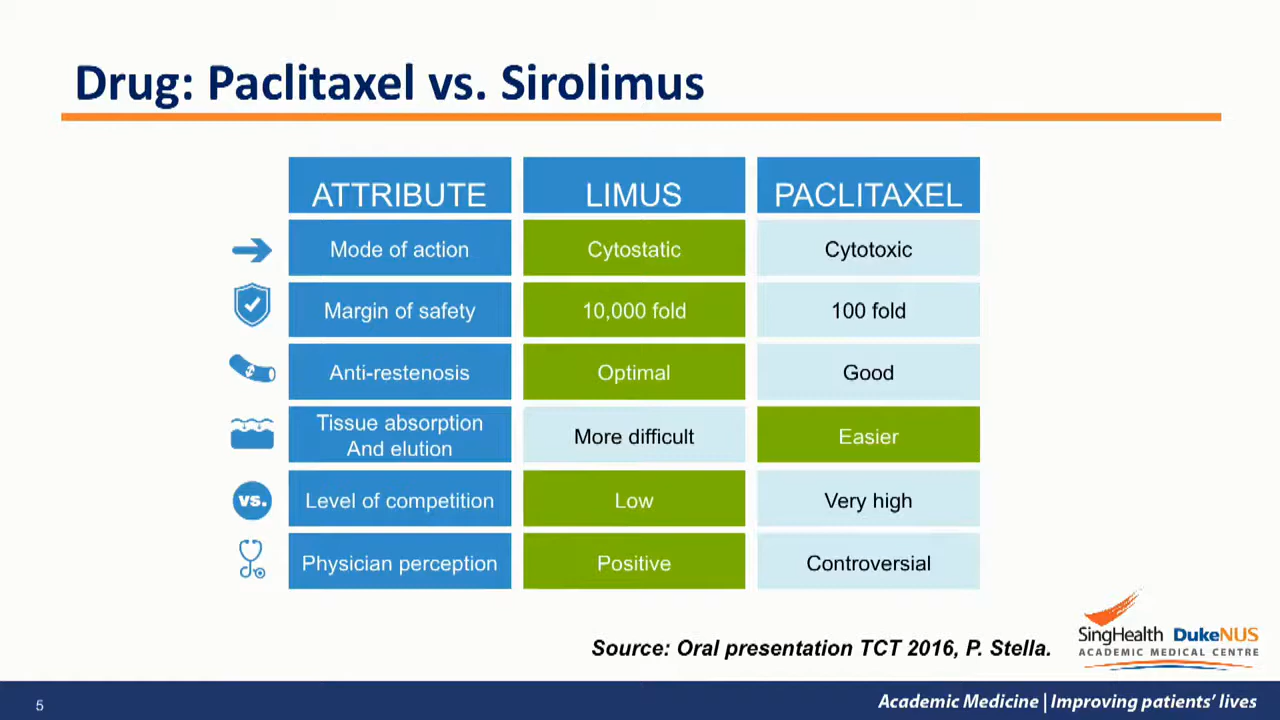 Drug: Paclitaxel vs. Sirolimus
ATTRIBUTE LIMUS PACLITAXEL
Mode of action Cytostatic Cytotoxic
Margin of safety 10,000 fold 100 fold
Anti-restenosis Optimal Good
Tissue absorption
And elution More difficult Easier
vs. Level of competition Low Very high
Physician perception Positive Controversial
Source: Oral presentation TCT 2016, P. Stella.
SingHealth DukeNUS
ACADEMIC MEDICAL CENTRE
5 Academic Medicine | Improving patients' lives